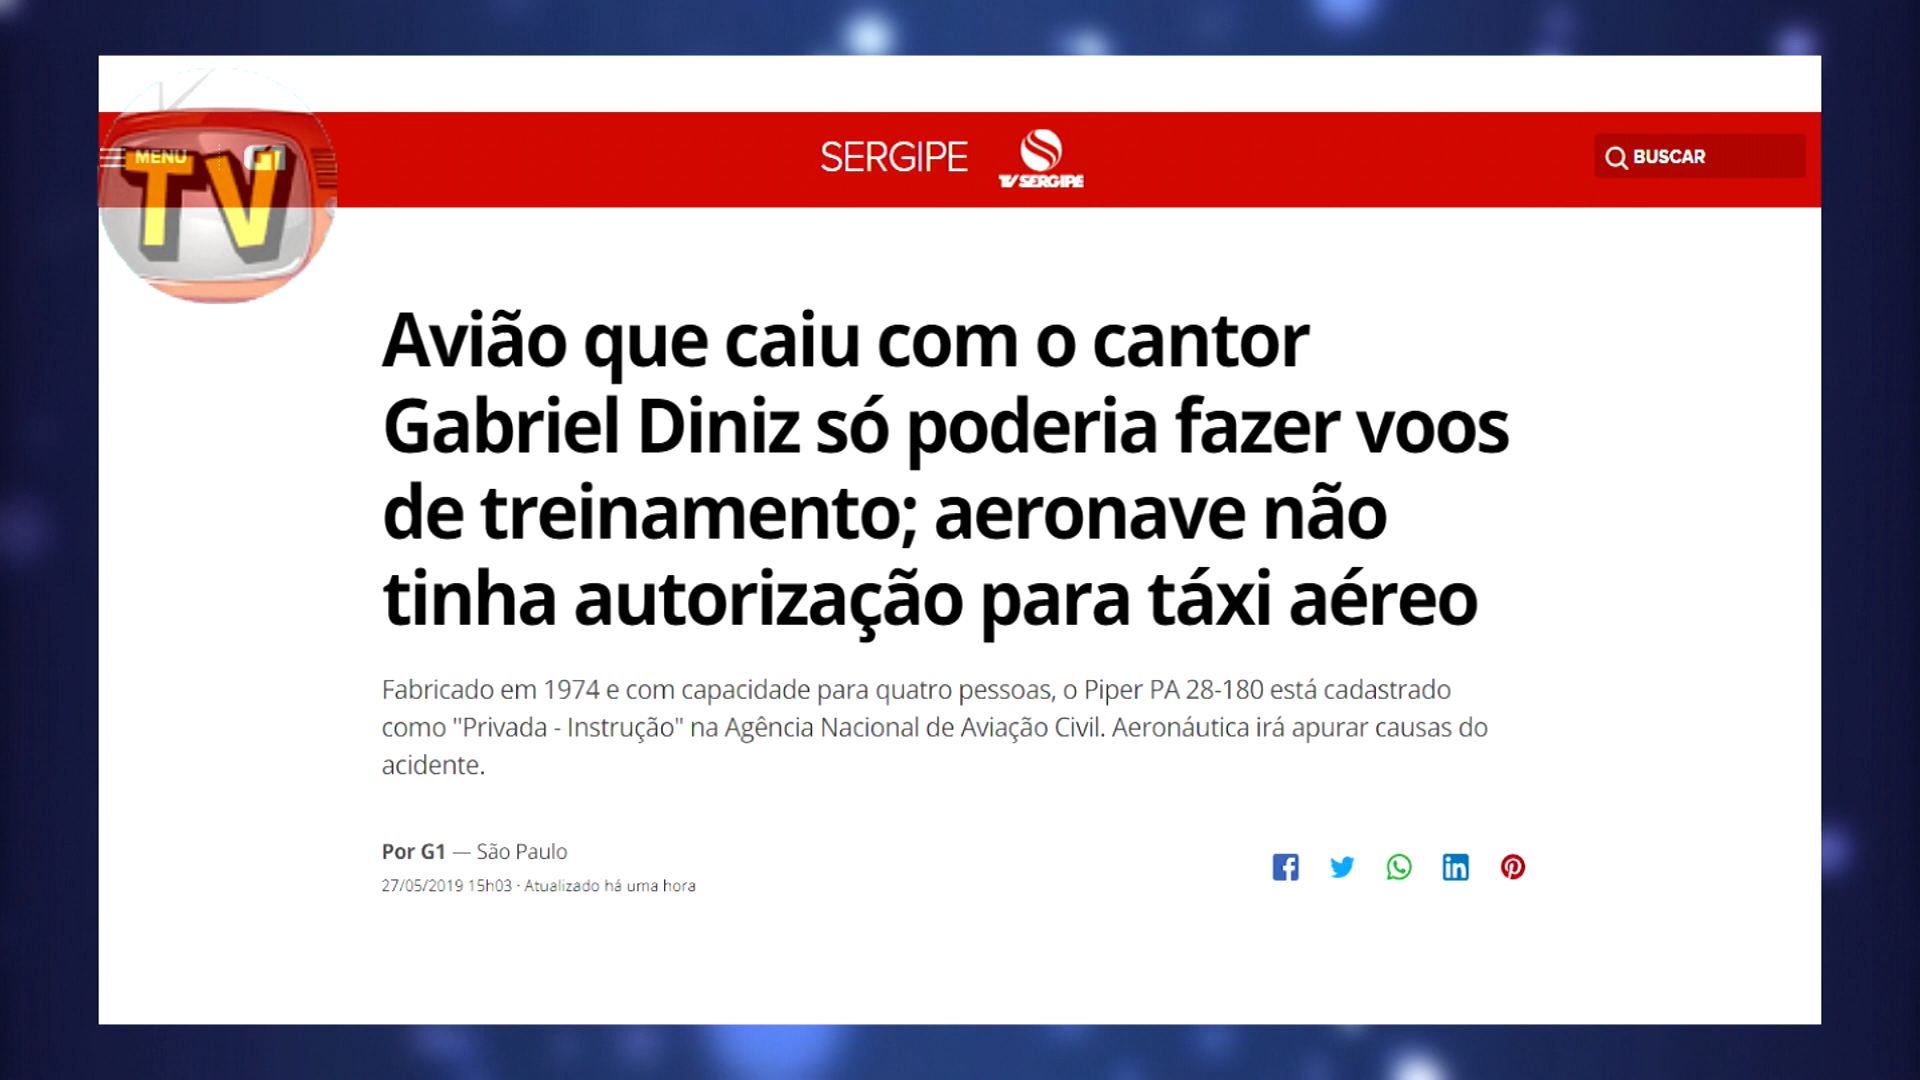 MENU
G1
TV
SERGIPE
TV SERGIPE
BUSCAR
Avião que caiu com o cantor
Gabriel Diniz só poderia fazer voos
de treinamento; aeronave não
tinha autorização para táxi aéreo
Fabricado em 1974 e com capacidade para quatro pessoas, o Piper PA 28-180 está cadastrado
como "Privada - Instrução" na Agência Nacional de Aviação Civil. Aeronáutica irá apurar causas do
acidente.
Por G1 — São Paulo
27/05/2019 15h03 · Atualizado há uma hora